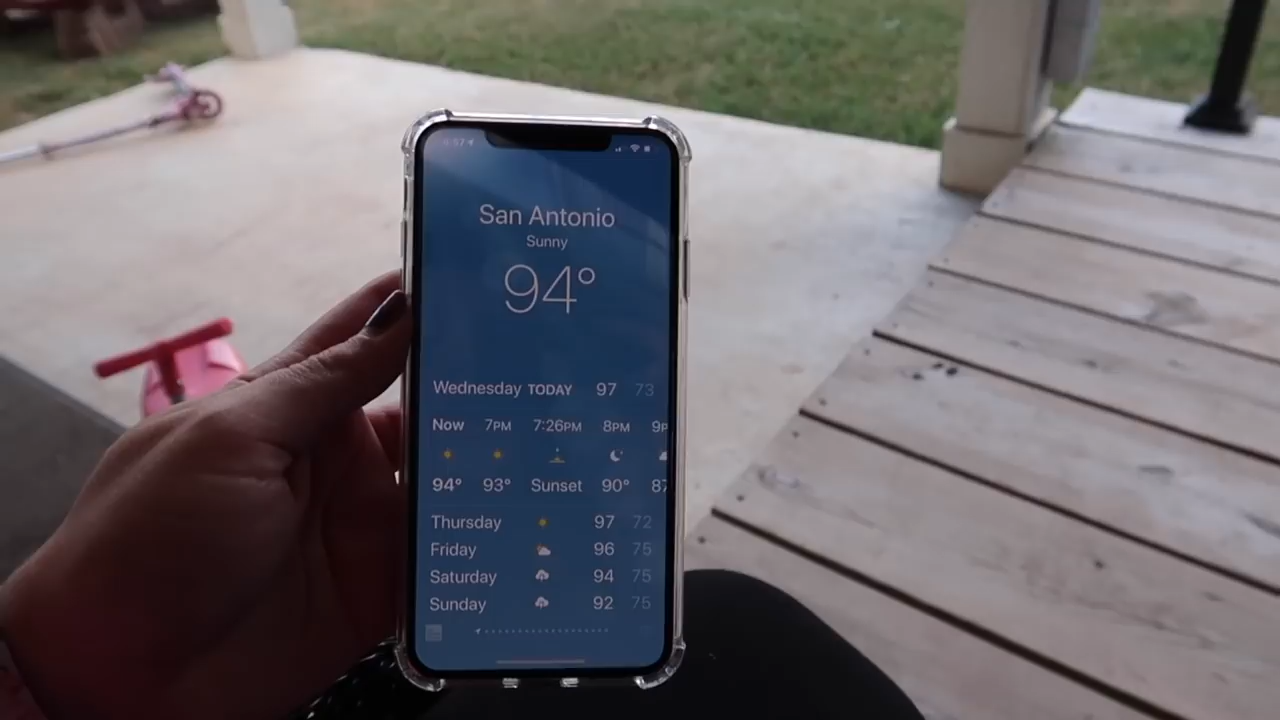 San Antonio
Sunny
94°
Wednesday TODAY 97 73
Now 7PM 7:26PM 8PM
94° 93° Sunset 90° 87
Thursday 97 72
Friday 96 75
Saturday 94 75
Sunday 92 75